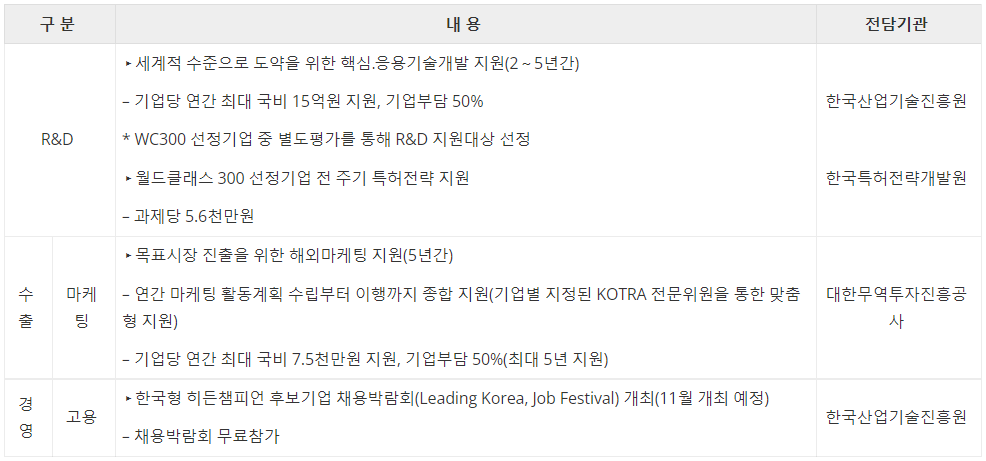 구 분 내 용 전담기관
R&D
▸세계적 수준으로 도약을 위한 핵심.응용기술개발 지원(2 ~ 5년간)
– 기업당 연간 최대 국비 15억원 지원, 기업부담 50%
* WC300 선정기업 중 별도평가를 통해 R&D 지원대상 선정
▸월드클래스 300 선정기업 전 주기 특허전략 지원
– 과제당 5.6천만원
한국산업기술진흥원
한국특허전략개발원
수
출
마케
팅
▸목표시장 진출을 위한 해외마케팅 지원(5년간)
– 연간 마케팅 활동계획 수립부터 이행까지 종합 지원(기업별 지정된 KOTRA 전문위원을 통한 맞춤
형 지원)
– 기업당 연간 최대 국비 7.5천만원 지원, 기업부담 50%(최대 5년 지원)
대한무역투자진흥공
사
경
영
고용
▸한국형 히든챔피언 후보기업 채용박람회(Leading Korea, Job Festival) 개최(11월 개최 예정)
– 채용박람회 무료참가
한국산업기술진흥원